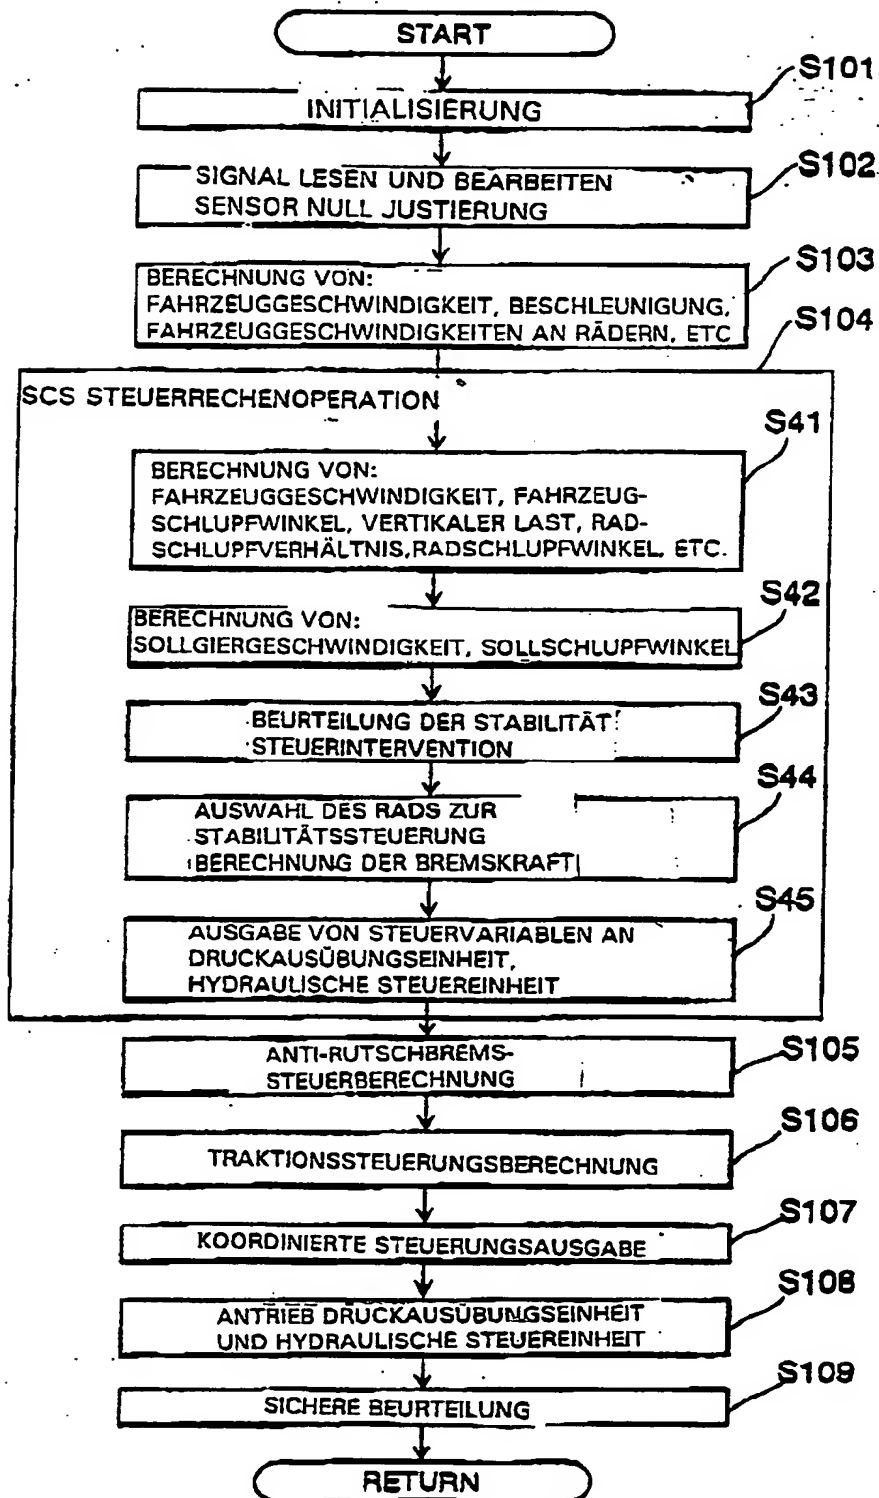 START
S101
INITIALISIERUNG
S102
SIGNAL LESEN UND BEARBEITEN
SENSOR NULL JUSTIERUNG
S103
BERECHNUNG VON:
FAHRZEUGGESCHWINDIGKEIT, BESCHLEUNIGUNG,
FAHRZEUGGESCHWINDIGKEITEN AN RÄDERN, ETC
S104
SCS STEUERRECHENOPERATION
S41
BERECHNUNG VON:
FAHRZEUGGESCHWINDIGKEIT, FAHRZEUG-
SCHLUPFWINKEL, VERTIKALER LAST, RAD-
SCHLUPFVERHÄLTNIS, RADSCHLUPFWINKEL, ETC.
S42
BERECHNUNG VON:
SOLLGIERGESCHWINDIGKEIT, SOLLSCHLUPFWINKEL
S43
BEURTEILUNG DER STABILITÄT
STEUERINTERVENTION
S44
AUSWAHL DES RADS ZUR
STABILITÄTSSTEUERUNG
BERECHNUNG DER BREMSKRAFT
S45
AUSGABE VON STEUERVARIABLEN AN
DRUCKAUSÜBUNGSEINHEIT,
HYDRAULISCHE STEUEREINHEIT
S105
ANTI-RUTSCHBREMS-
STEUERBERECHNUNG
S106
TRAKTIONSSTEUERUNGSBERECHNUNG
S107
KOORDINIERTE STEUERUNGSAUSGABE
S108
ANTRIEB DRUCKAUSÜBUNGSEINHEIT
UND HYDRAULISCHE STEUEREINHEIT
S109
SICHERE BEURTEILUNG
RETURN